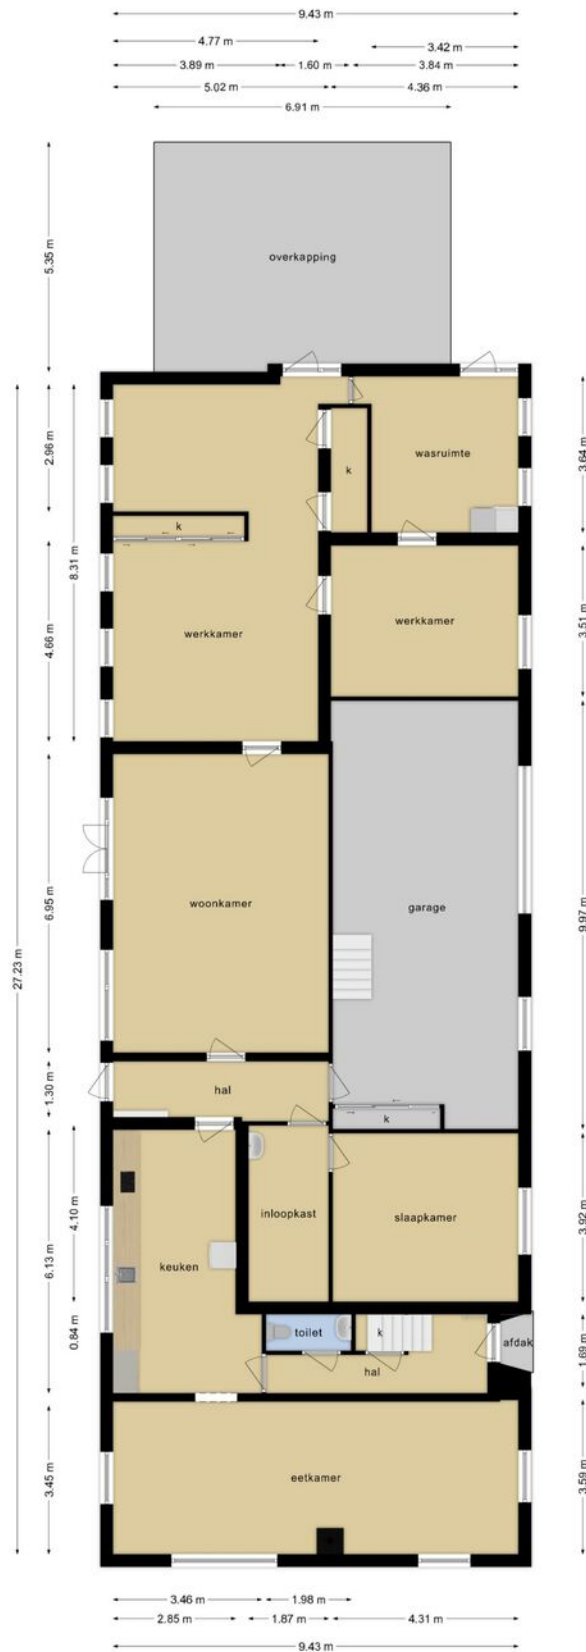 9.43 m
4.77 m
3.42 m
3.89 m
1.60 m
3.84 m
5.02 m
4.36 m
6.91 m
5.35 m
overkapping
2.96 m
3.64 m
wasruimte
k
k
8.31 m
4.66 m
3.51 m
werkkamer
werkkamer
6.95 m
woonkamer
garage
9.97 m
27.23 m
1.30 m
hal
k
4.10 m
6.13 m
inloopkast
slaapkamer
3.92 m
keuken
0.84 m
toilet
k
afdak
1.69 m
hal
3.45 m
eetkamer
3.59 m
3.46 m
1.98 m
2.85 m
1.87 m
4.31 m
9.43 m